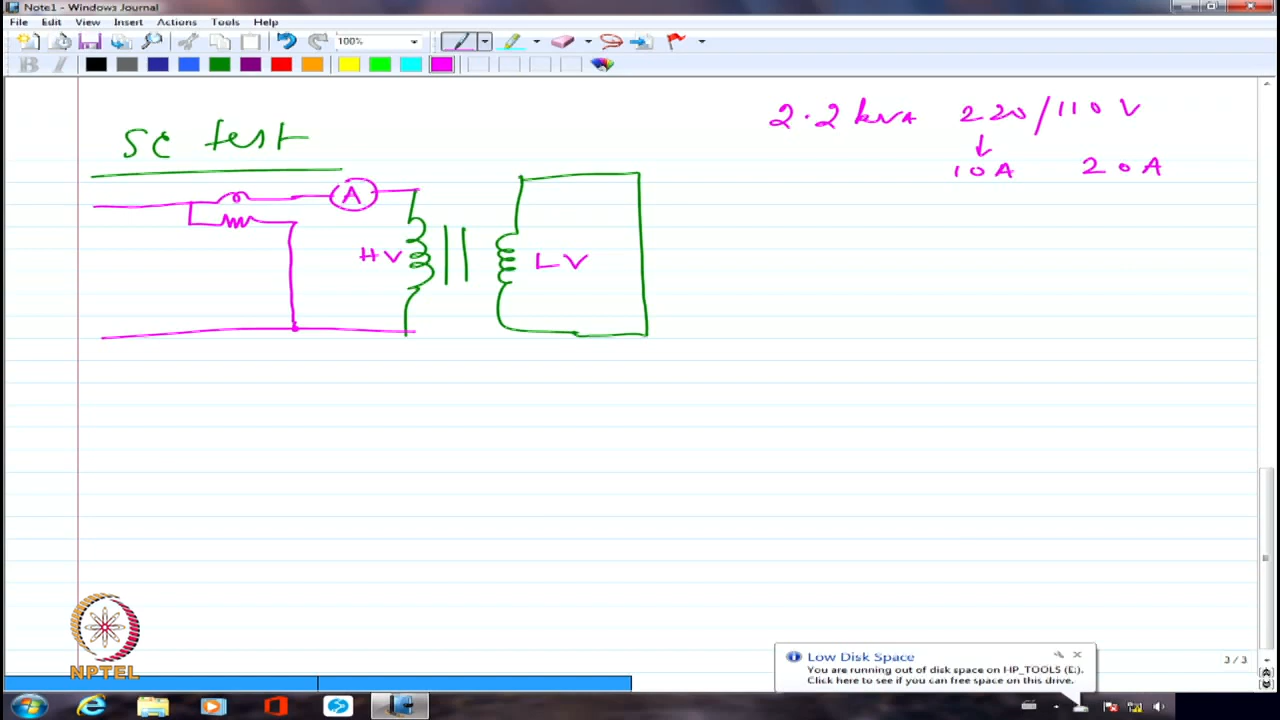 Note1 - Windows Journal
File Edit View Insert Actions Tools Help
100%
B I
2.2 kVA 220/110 V
10A 20A
SC test
A
HV
LV
NPTEL
Low Disk Space
You are running out of disk space on HP_TOOLS (E:).
Click here to see if you can free space on this drive.
3/3